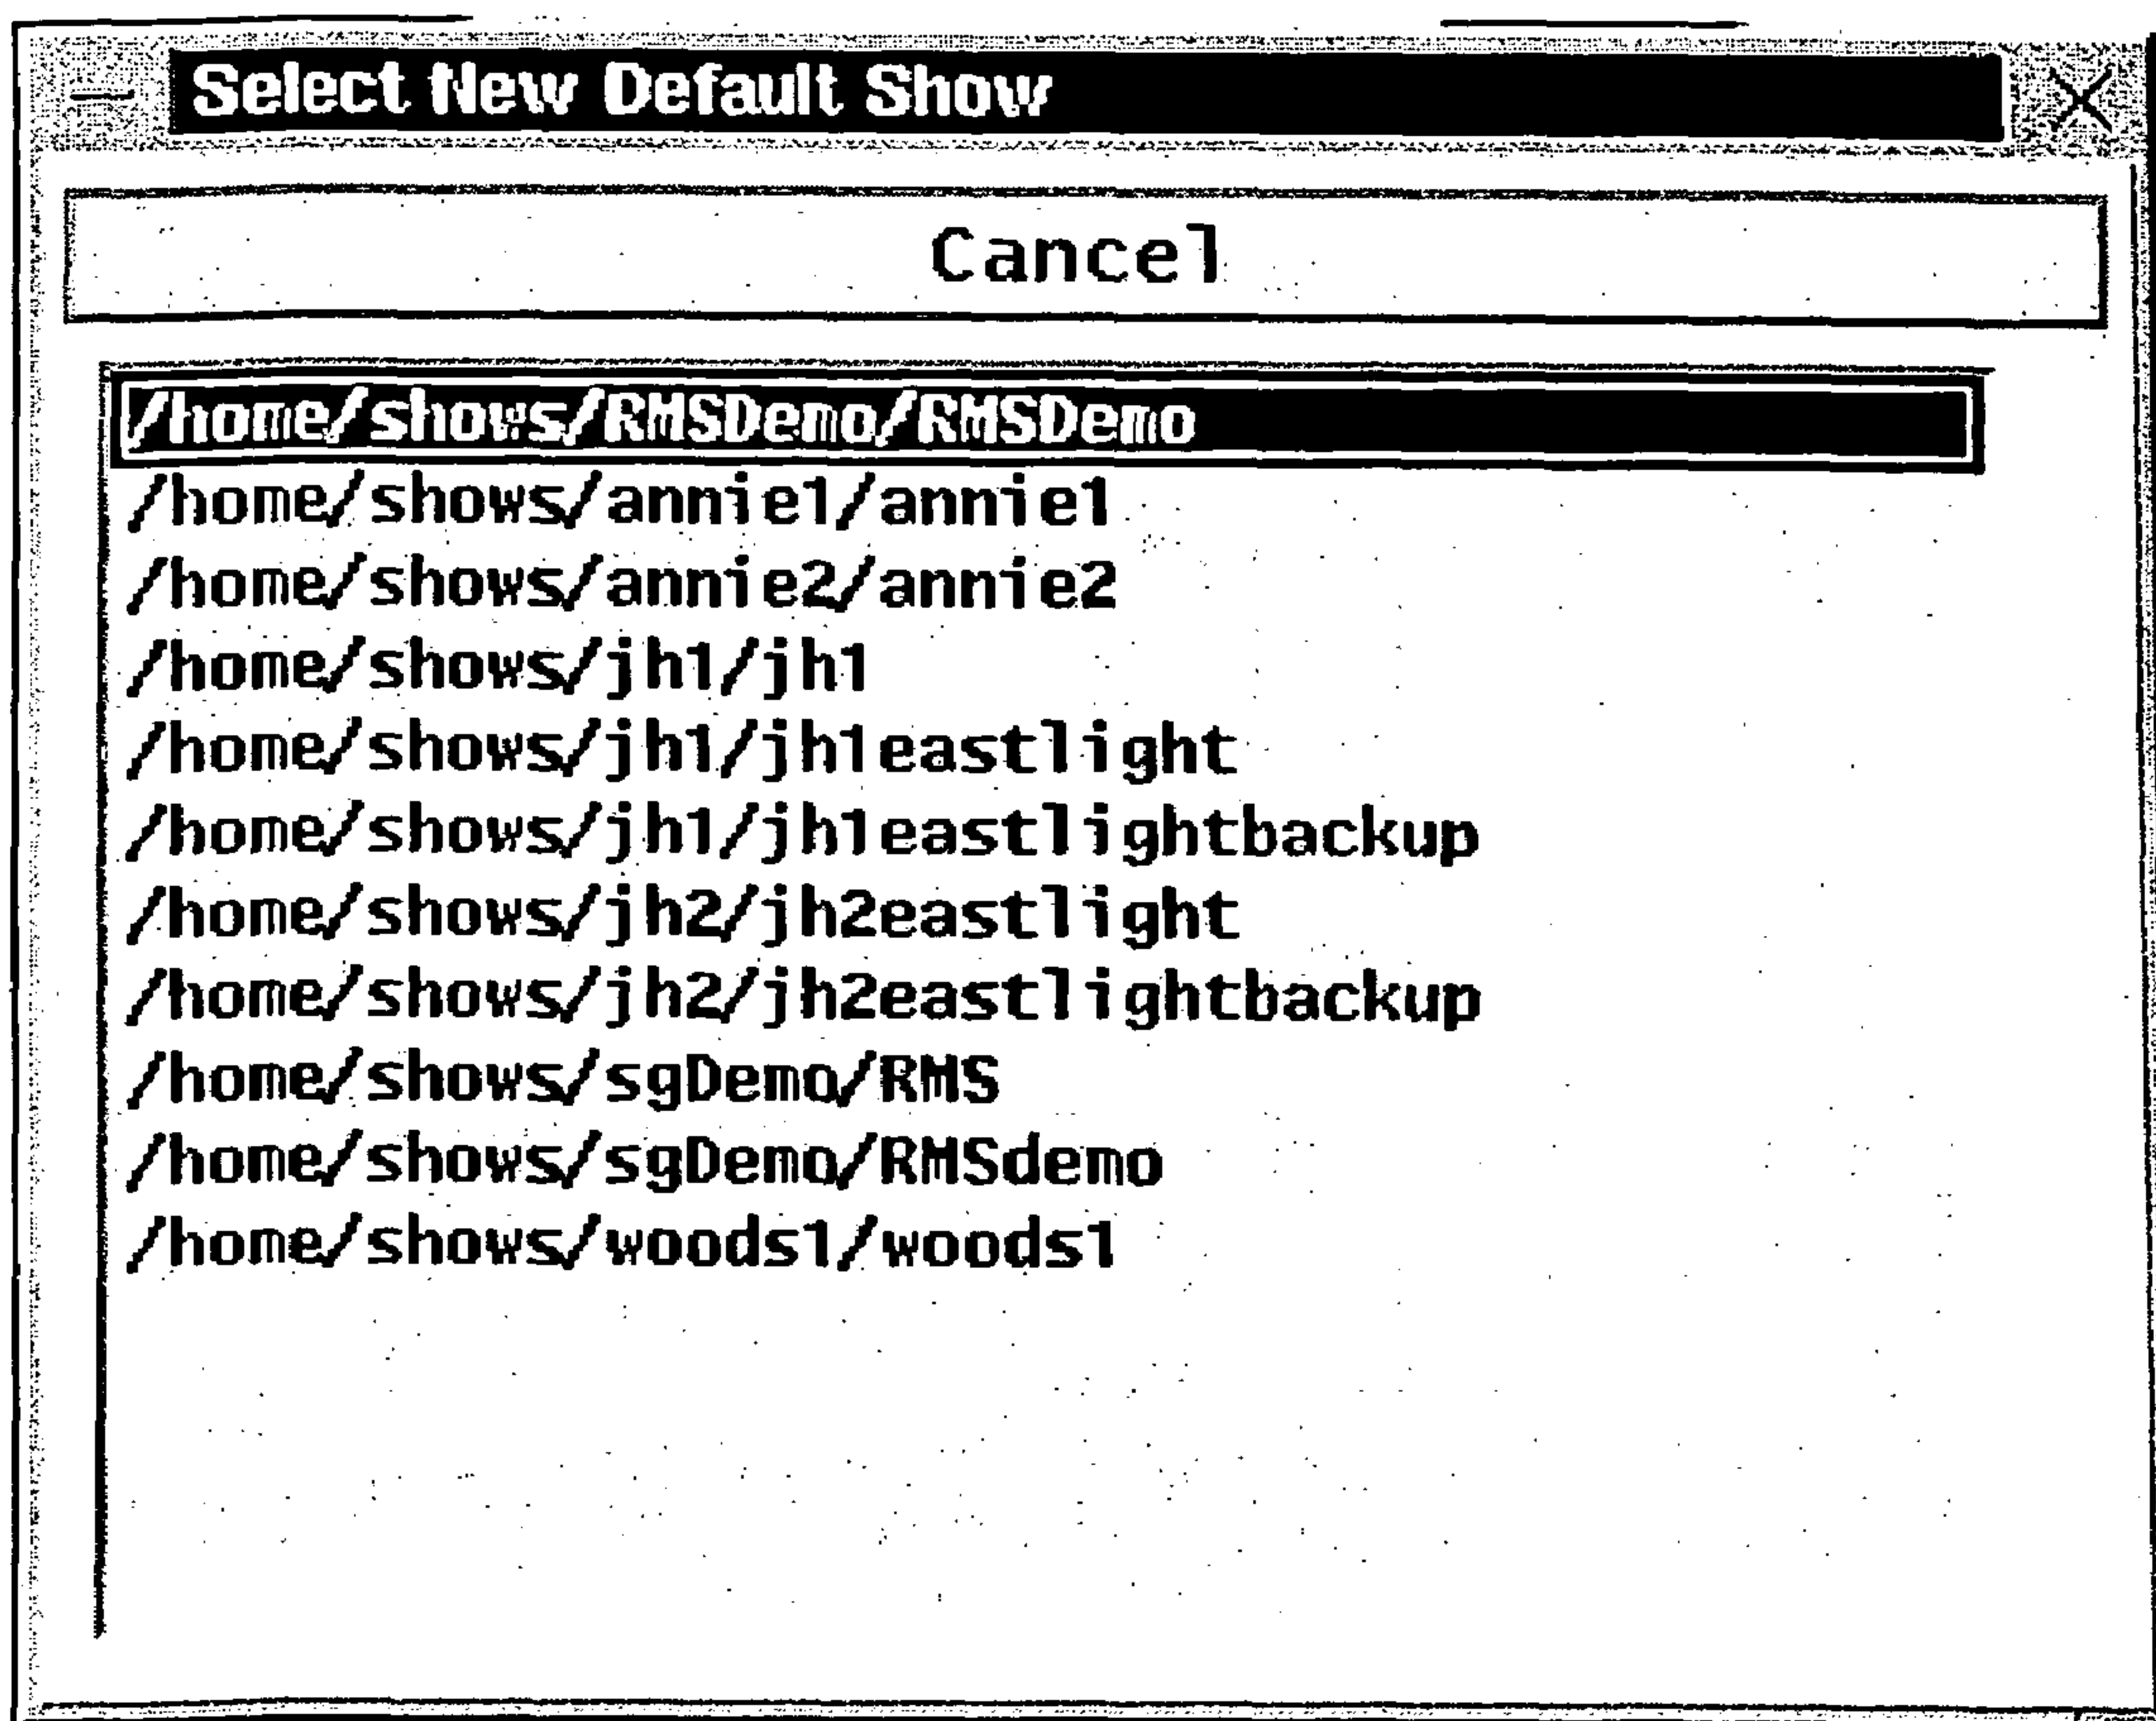 Select New Default Show
Cancel
/home/shows/RMSDemo/RMSDemo
/home/shows/annie1/annie1
/home/shows/annie2/annie2
/home/shows/jh1/jh1
/home/shows/jh1/jh1eastlight
/home/shows/jh1/jh1eastlightbackup
/home/shows/jh2/jh2eastlight
/home/shows/jh2/jh2eastlightbackup
/home/shows/sgDemo/RMS
/home/shows/sgDemo/RMSdemo
/home/shows/woods1/woods1